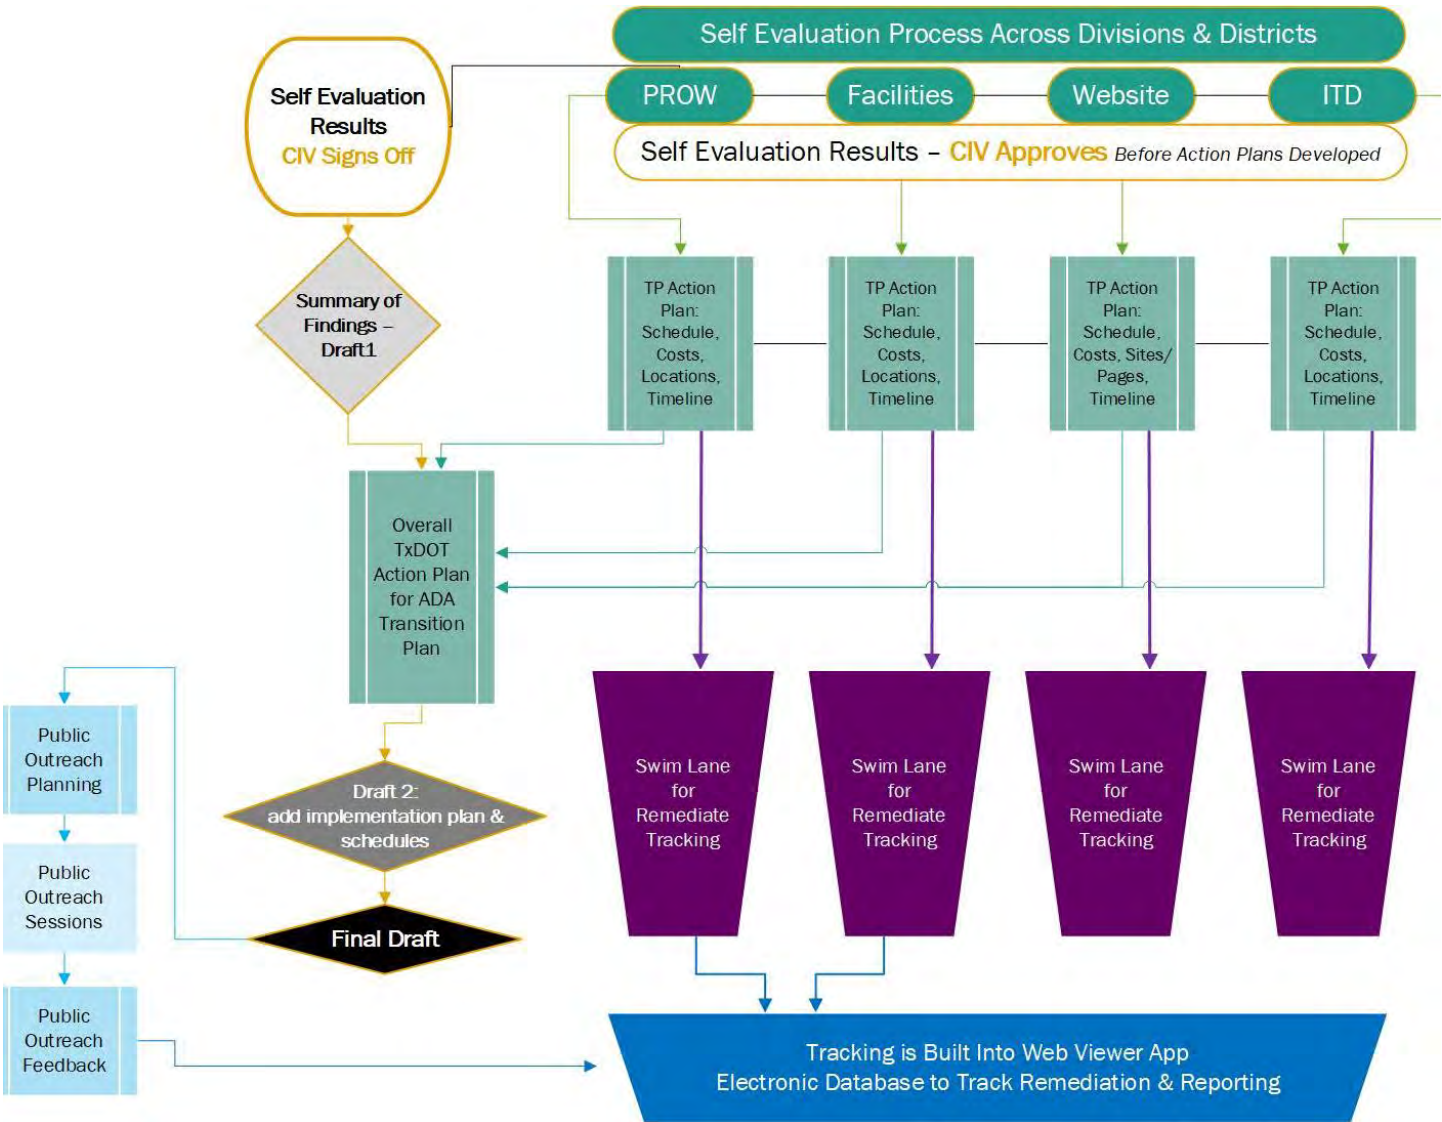 Self Evaluation Process Across Divisions & Districts
PROW
Facilities
Website
ITD
Self Evaluation Results – CIV Approves Before Action Plans Developed
Self Evaluation
Results
CIV Signs Off
Summary of
Findings –
Draft1
TP Action
Plan:
Schedule,
Costs,
Locations,
Timeline
TP Action
Plan:
Schedule,
Costs,
Locations,
Timeline
TP Action
Plan:
Schedule,
Costs, Sites/
Pages,
Timeline
TP Action
Plan:
Schedule,
Costs,
Locations,
Timeline
Overall
TxDOT
Action Plan
for ADA
Transition
Plan
Draft 2:
add implementation plan &
schedules
Final Draft
Public
Outreach
Planning
Public
Outreach
Sessions
Public
Outreach
Feedback
Swim Lane
for
Remediate
Tracking
Swim Lane
for
Remediate
Tracking
Swim Lane
for
Remediate
Tracking
Swim Lane
for
Remediate
Tracking
Tracking is Built Into Web Viewer App
Electronic Database to Track Remediation & Reporting